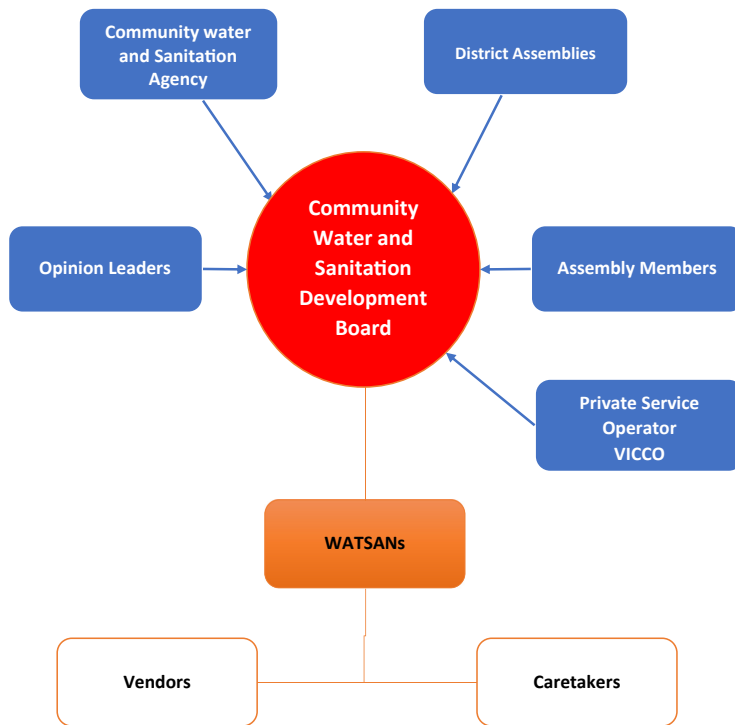 Community water
and Sanitation
Agency
District Assemblies
Community
Water and
Sanitation
Development
Board
Opinion Leaders
Assembly Members
Private Service
Operator
VICCO
WATSANs
Vendors
Caretakers